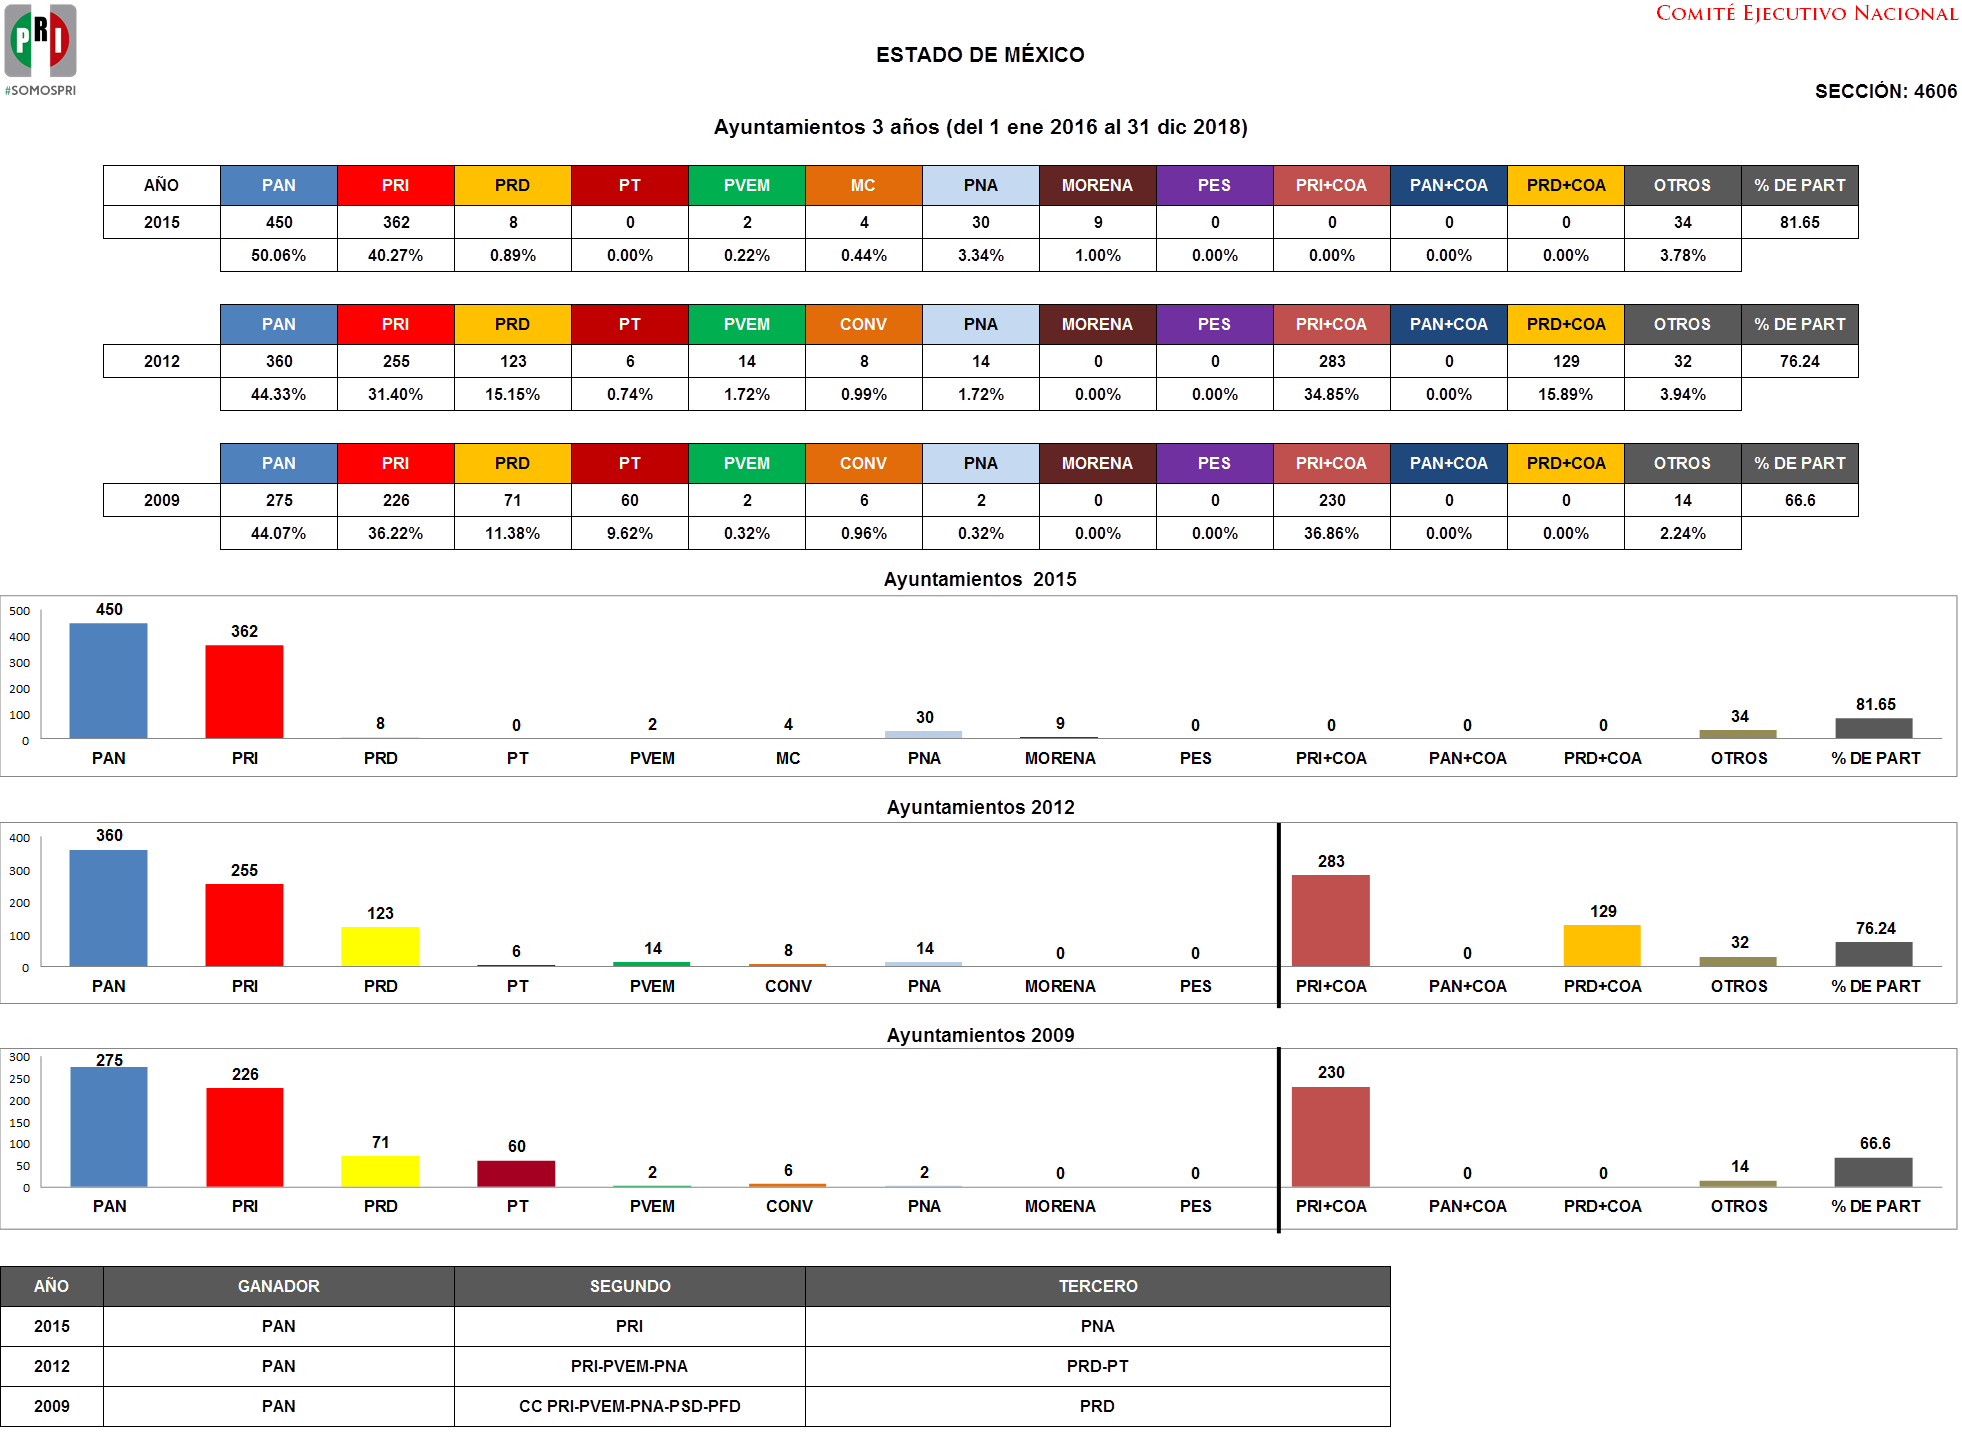 PRI
#SOMOSPRI
COMITÉ EJECUTIVO NACIONAL
ESTADO DE MÉXICO
SECCIÓN: 4606
Ayuntamientos 3 años (del 1 ene 2016 al 31 dic 2018)
AÑO PAN PRI PRD PT PVEM MC PNA MORENA PES PRI+COA PAN+COA PRD+COA OTROS % DE PART
2015 450 362 8 0 2 4 30 9 0 0 0 0 34 81.65
50.06% 40.27% 0.89% 0.00% 0.22% 0.44% 3.34% 1.00% 0.00% 0.00% 0.00% 0.00% 3.78%
PAN PRI PRD PT PVEM CONV PNA MORENA PES PRI+COA PAN+COA PRD+COA OTROS % DE PART
2012 360 255 123 6 14 8 14 0 0 283 0 129 32 76.24
44.33% 31.40% 15.15% 0.74% 1.72% 0.99% 1.72% 0.00% 0.00% 34.85% 0.00% 15.89% 3.94%
PAN PRI PRD PT PVEM CONV PNA MORENA PES PRI+COA PAN+COA PRD+COA OTROS % DE PART
2009 275 226 71 60 2 6 2 0 0 230 0 0 14 66.6
44.07% 36.22% 11.38% 9.62% 0.32% 0.96% 0.32% 0.00% 0.00% 36.86% 0.00% 0.00% 2.24%
Ayuntamientos 2015
500
400
300
200
100
0
450 362 8 0 2 4 30 9 0 0 0 0 34 81.65
PAN PRI PRD PT PVEM MC PNA MORENA PES PRI+COA PAN+COA PRD+COA OTROS % DE PART
Ayuntamientos 2012
400
300
200
100
0
360 255 123 6 14 8 14 0 0 283 0 129 32 76.24
PAN PRI PRD PT PVEM CONV PNA MORENA PES PRI+COA PAN+COA PRD+COA OTROS % DE PART
Ayuntamientos 2009
300
250
200
150
100
50
0
275 226 71 60 2 6 2 0 0 230 0 0 14 66.6
PAN PRI PRD PT PVEM CONV PNA MORENA PES PRI+COA PAN+COA PRD+COA OTROS % DE PART
AÑO GANADOR SEGUNDO TERCERO
2015 PAN PRI PNA
2012 PAN PRI-PVEM-PNA PRD-PT
2009 PAN CC PRI-PVEM-PNA-PSD-PFD PRD